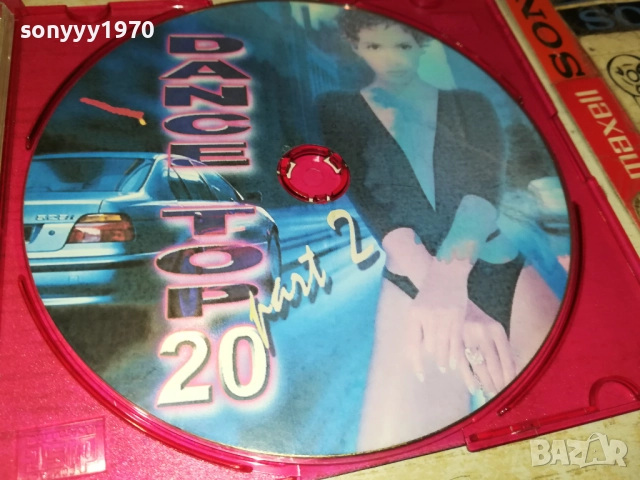 sonyyy1970
DANCE TOP
20
part 2
SONY
maxell
BAZAR